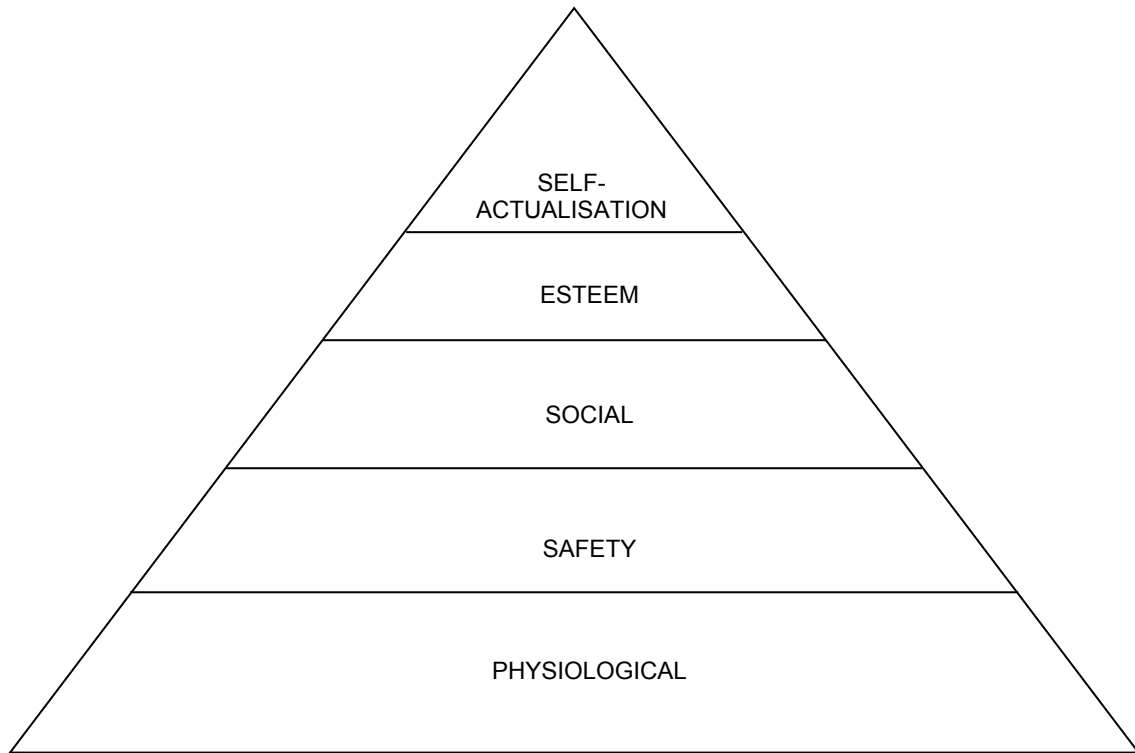 SELF-
ACTUALISATION
ESTEEM
SOCIAL
SAFETY
PHYSIOLOGICAL